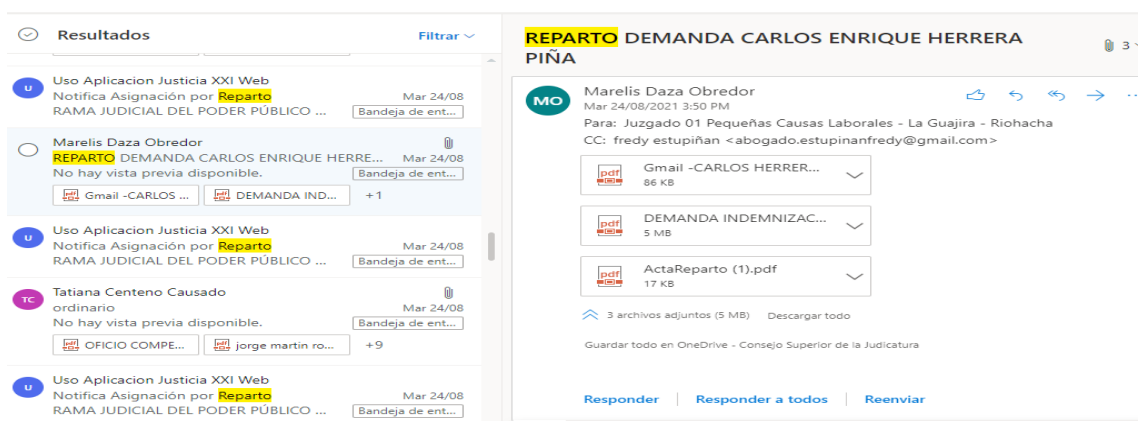 Resultados
Filtrar
U
Uso Aplicacion Justicia XXI Web
Notifica Asignación por Reparto
Mar 24/08
RAMA JUDICIAL DEL PODER PÚBLICO ...
Bandeja de ent...
Marelis Daza Obredor
REPARTO DEMANDA CARLOS ENRIQUE HERRE...
Mar 24/08
No hay vista previa disponible.
Bandeja de ent...
Gmail -CARLOS ...
DEMANDA IND...
+1
U
Uso Aplicacion Justicia XXI Web
Notifica Asignación por Reparto
Mar 24/08
RAMA JUDICIAL DEL PODER PÚBLICO ...
Bandeja de ent...
TC
Tatiana Centeno Causado
ordinario
Mar 24/08
No hay vista previa disponible.
Bandeja de ent...
OFICIO COMPE...
jorge martin ro...
+9
U
Uso Aplicacion Justicia XXI Web
Notifica Asignación por Reparto
Mar 24/08
RAMA JUDICIAL DEL PODER PÚBLICO ...
Bandeja de ent...
REPARTO DEMANDA CARLOS ENRIQUE HERRERA
PIÑA
3
MO
Marelis Daza Obredor
Mar 24/08/2021 3:50 PM
Para: Juzgado 01 Pequeñas Causas Laborales - La Guajira - Riohacha
CC: fredy estupiñan <abogado.estupinanfredy@gmail.com>
Gmail -CARLOS HERRER...
86 KB
DEMANDA INDEMNIZAC...
5 MB
ActaReparto (1).pdf
17 KB
3 archivos adjuntos (5 MB)
Descargar todo
Guardar todo en OneDrive - Consejo Superior de la Judicatura
Responder
Responder a todos
Reenviar